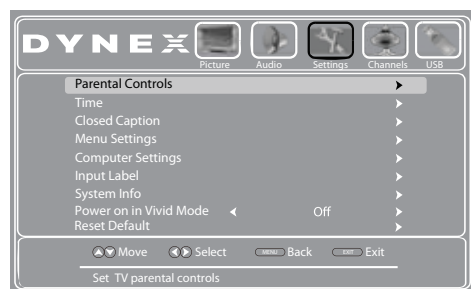 DYNEX
Picture Audio Settings Channels USB
Parental Controls
Time
Closed Caption
Menu Settings
Computer Settings
Input Label
System Info
Power on in Vivid Mode Off
Reset Default
Move Select MENU Back EXIT Exit
Set TV parental controls